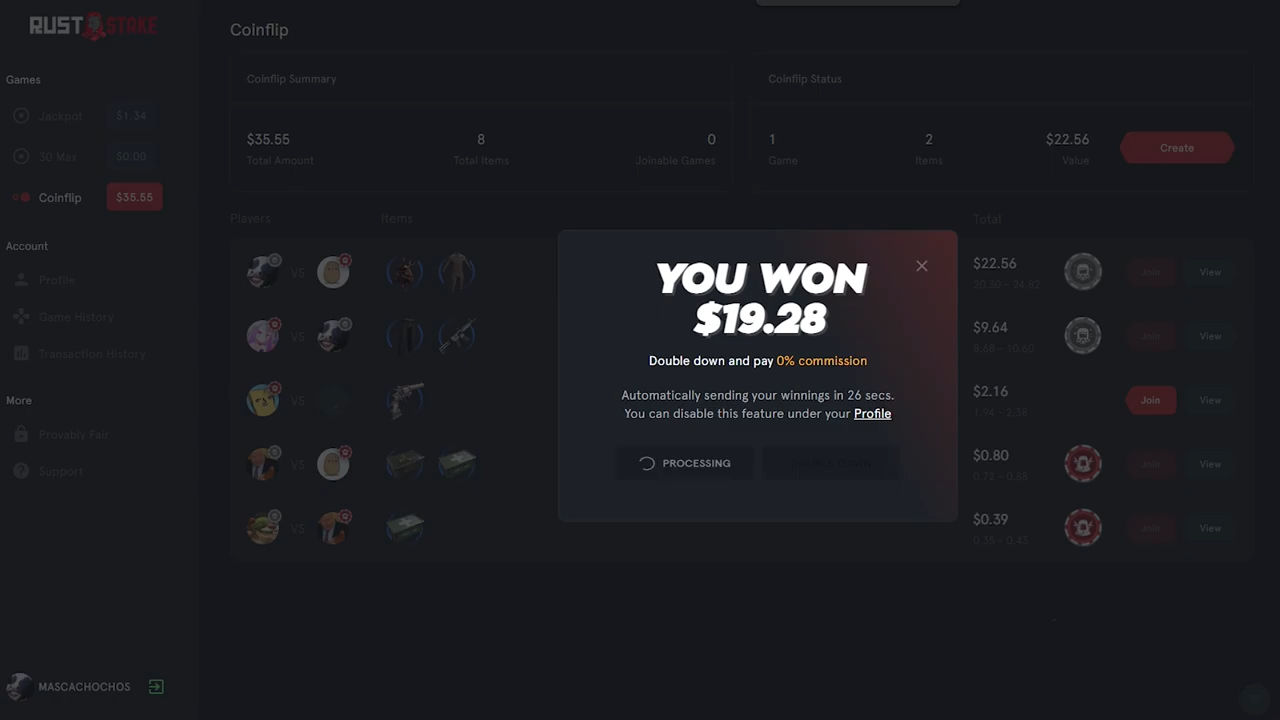 RUST STAKE
Coinflip
Games
Coinflip Summary
Coinflip Status
Jackpot $1.34
$35.55 8 0 1 2 $22.56
Create
30 Max $0.00
Total Amount Total Items Joinable Games Game Items Value
Coinflip $35.55
Players Items Total
Account
Profile
Game History
Transaction History
More
Provably Fair
Support
VS $22.56 Join View
20.30 - 24.82
VS $9.64 Join View
8.68 - 10.60
VS $2.16 Join View
1.94 - 2.38
VS $0.80 Join View
0.72 - 0.88
VS $0.39 Join View
0.35 - 0.43
YOU WON
$19.28
Double down and pay 0% commission
Automatically sending your winnings in 26 secs.
You can disable this feature under your Profile
PROCESSING
MASCACHOCHOS